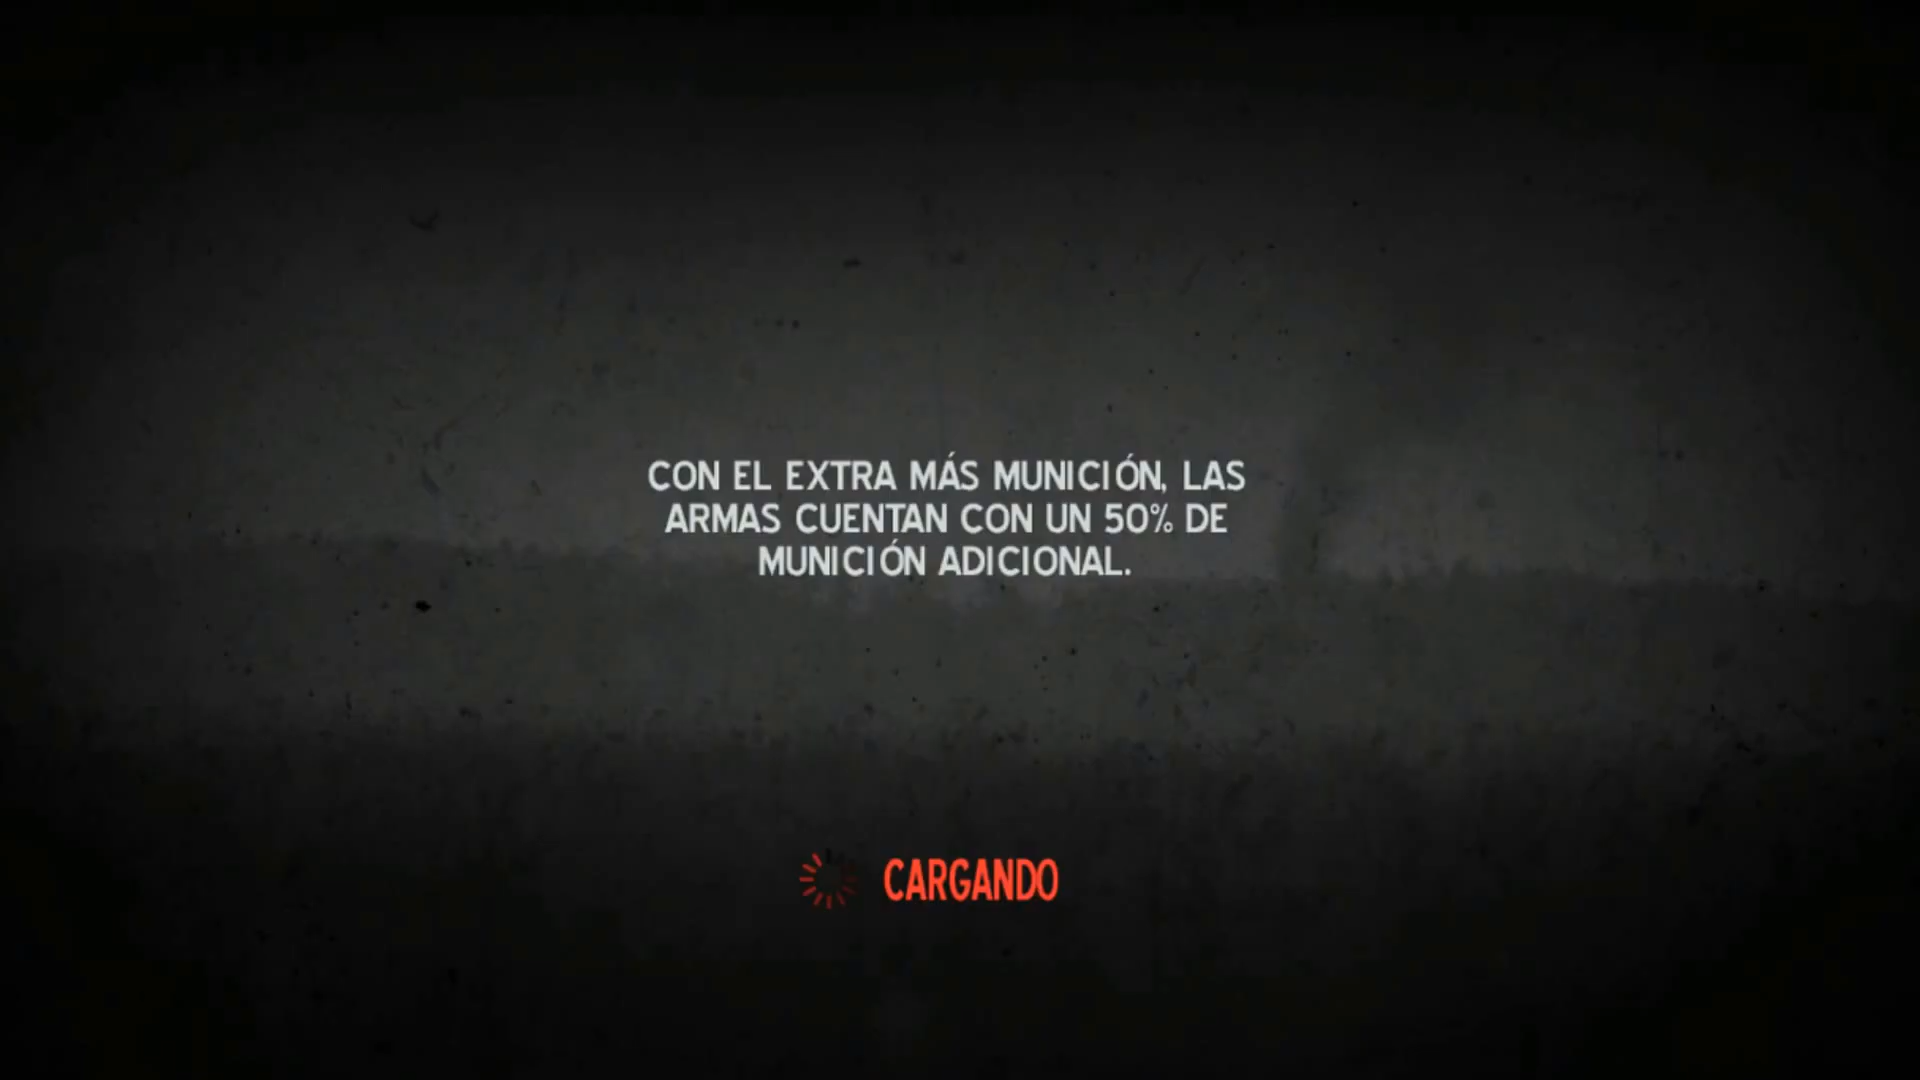 CON EL EXTRA MÁS MUNICIÓN, LAS
ARMAS CUENTAN CON UN 50% DE
MUNICIÓN ADICIONAL.
CARGANDO